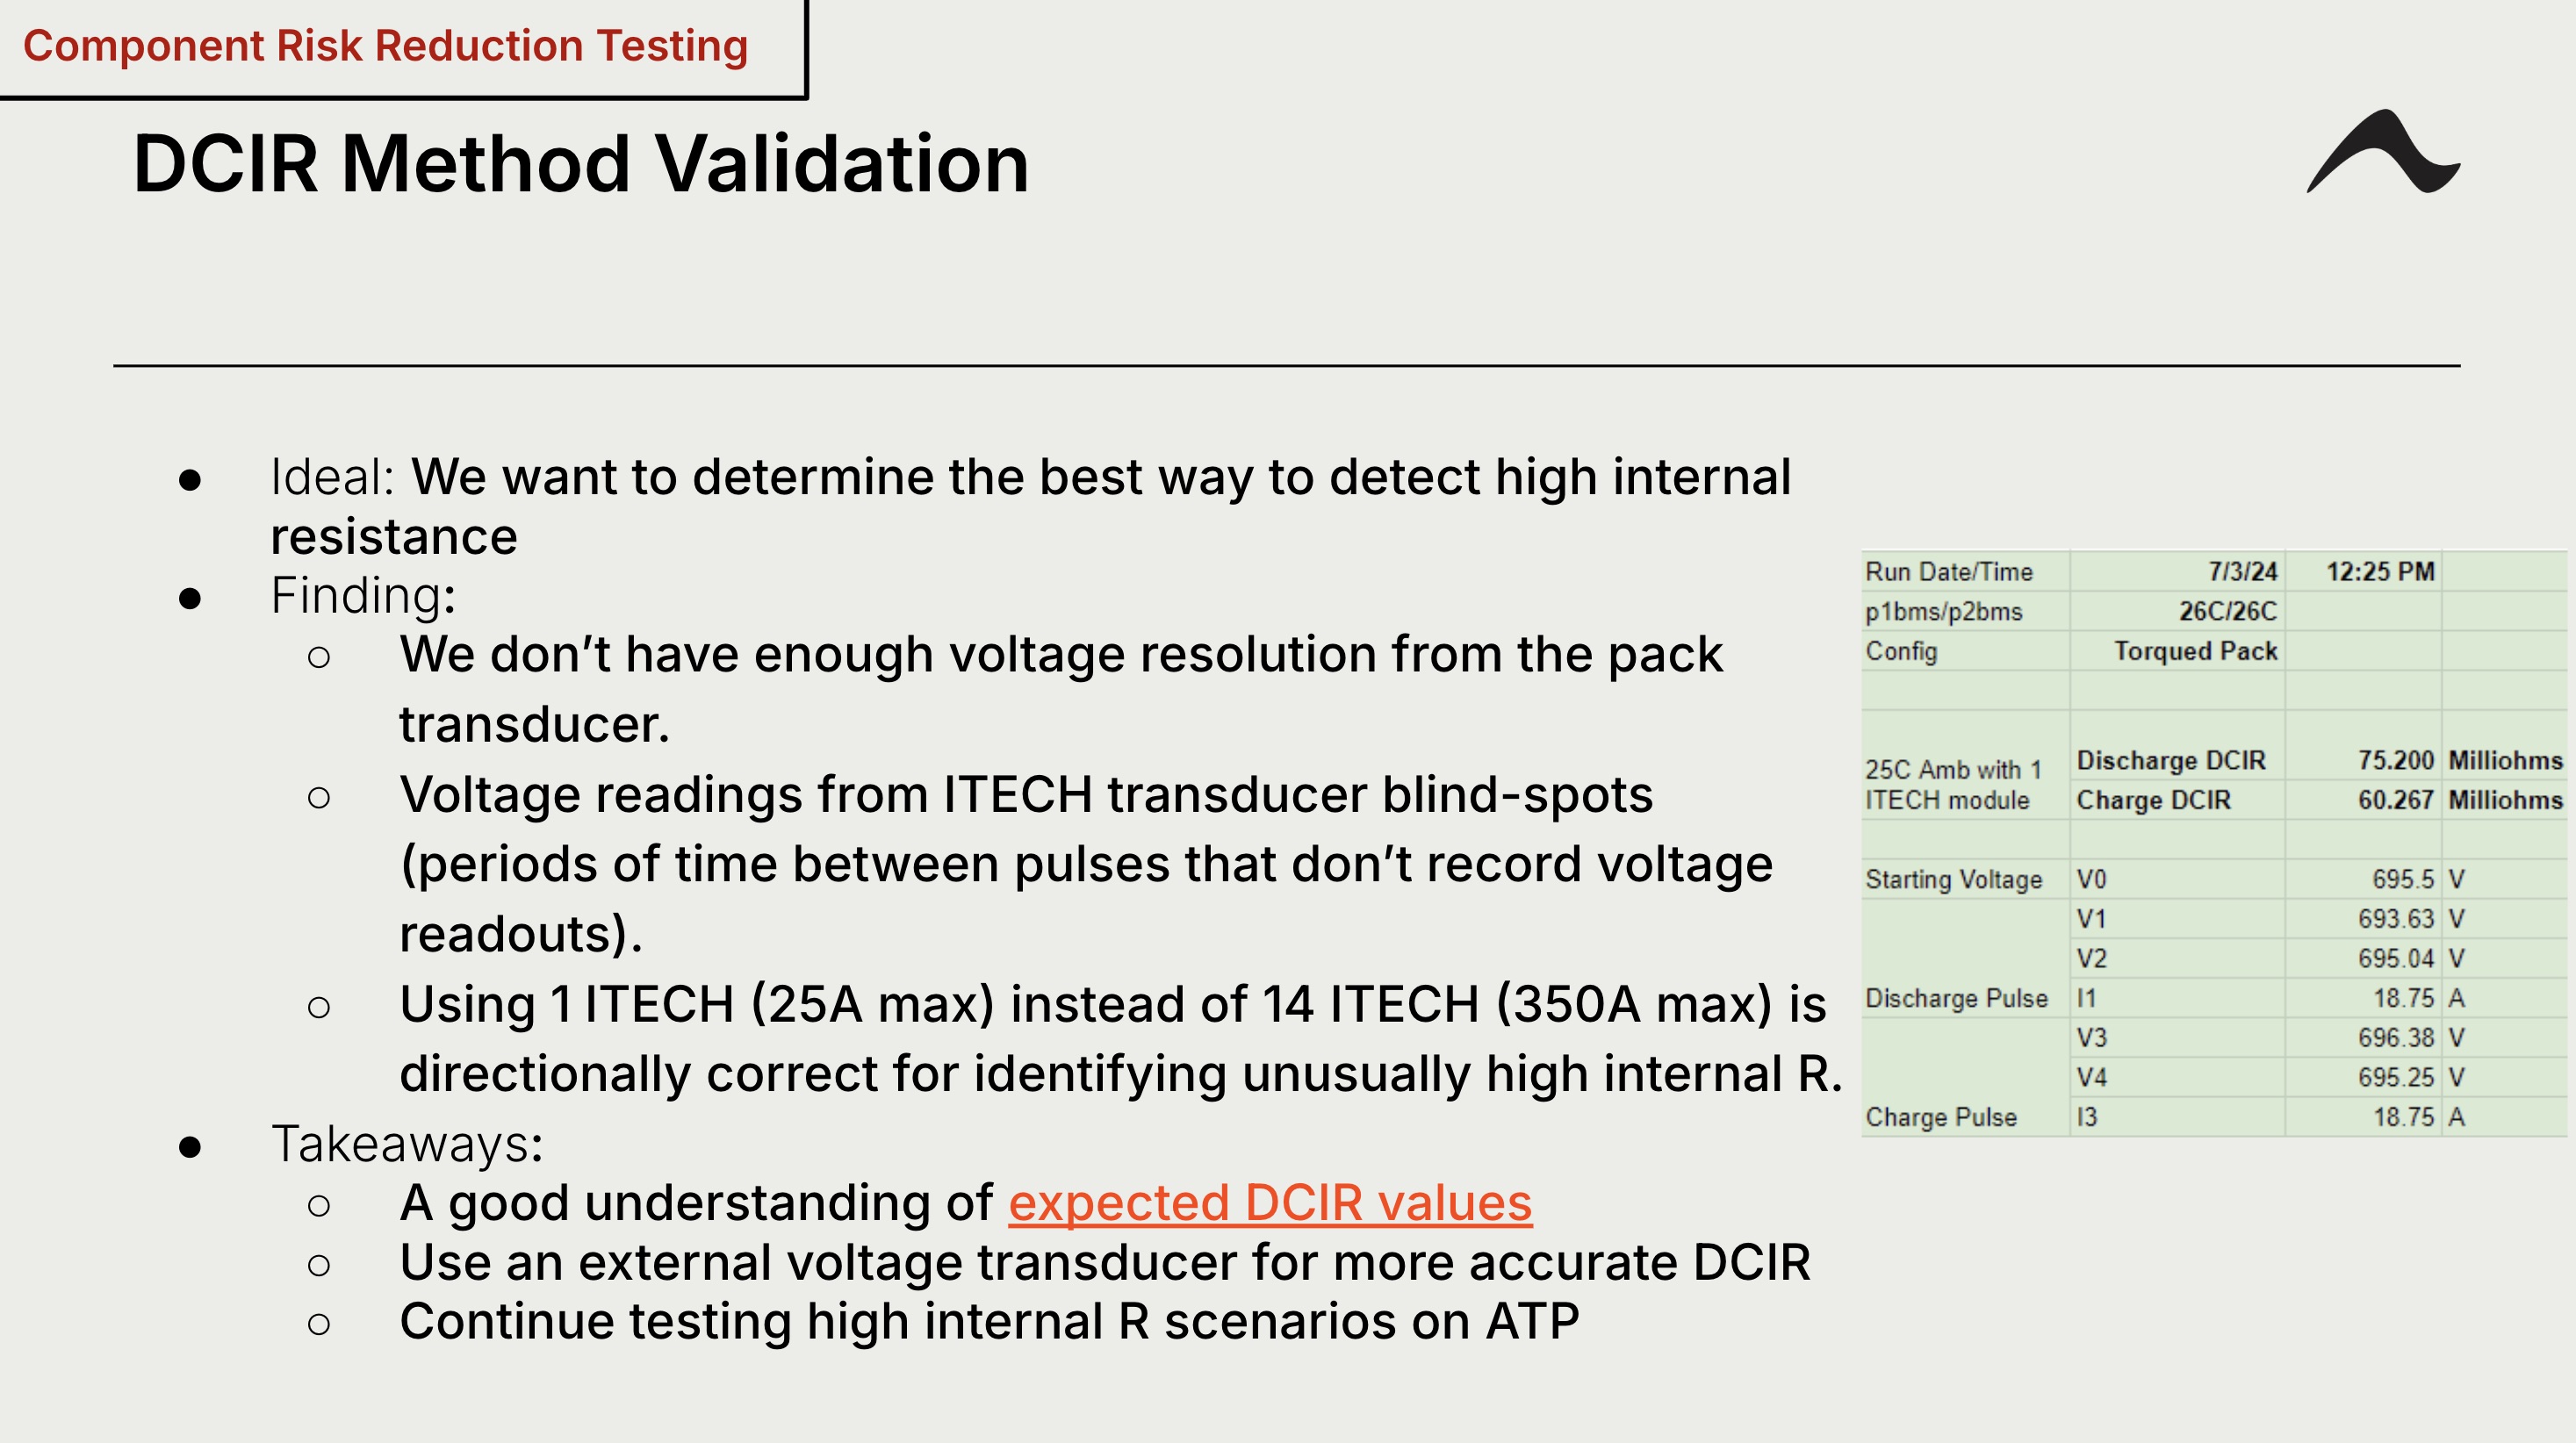 Component Risk Reduction Testing
DCIR Method Validation
● Ideal: We want to determine the best way to detect high internal
resistance
● Finding:
○ We don’t have enough voltage resolution from the pack
transducer.
○ Voltage readings from ITECH transducer blind-spots
(periods of time between pulses that don’t record voltage
readouts).
○ Using 1 ITECH (25A max) instead of 14 ITECH (350A max) is
directionally correct for identifying unusually high internal R.
● Takeaways:
○ A good understanding of expected DCIR values
○ Use an external voltage transducer for more accurate DCIR
○ Continue testing high internal R scenarios on ATP
Run Date/Time 7/3/24 12:25 PM
p1bms/p2bms 26C/26C
Config Torqued Pack
25C Amb with 1
ITECH module
Discharge DCIR 75.200 Milliohms
Charge DCIR 60.267 Milliohms
Starting Voltage V0 695.5 V
V1 693.63 V
V2 695.04 V
Discharge Pulse I1 18.75 A
V3 696.38 V
V4 695.25 V
Charge Pulse I3 18.75 A